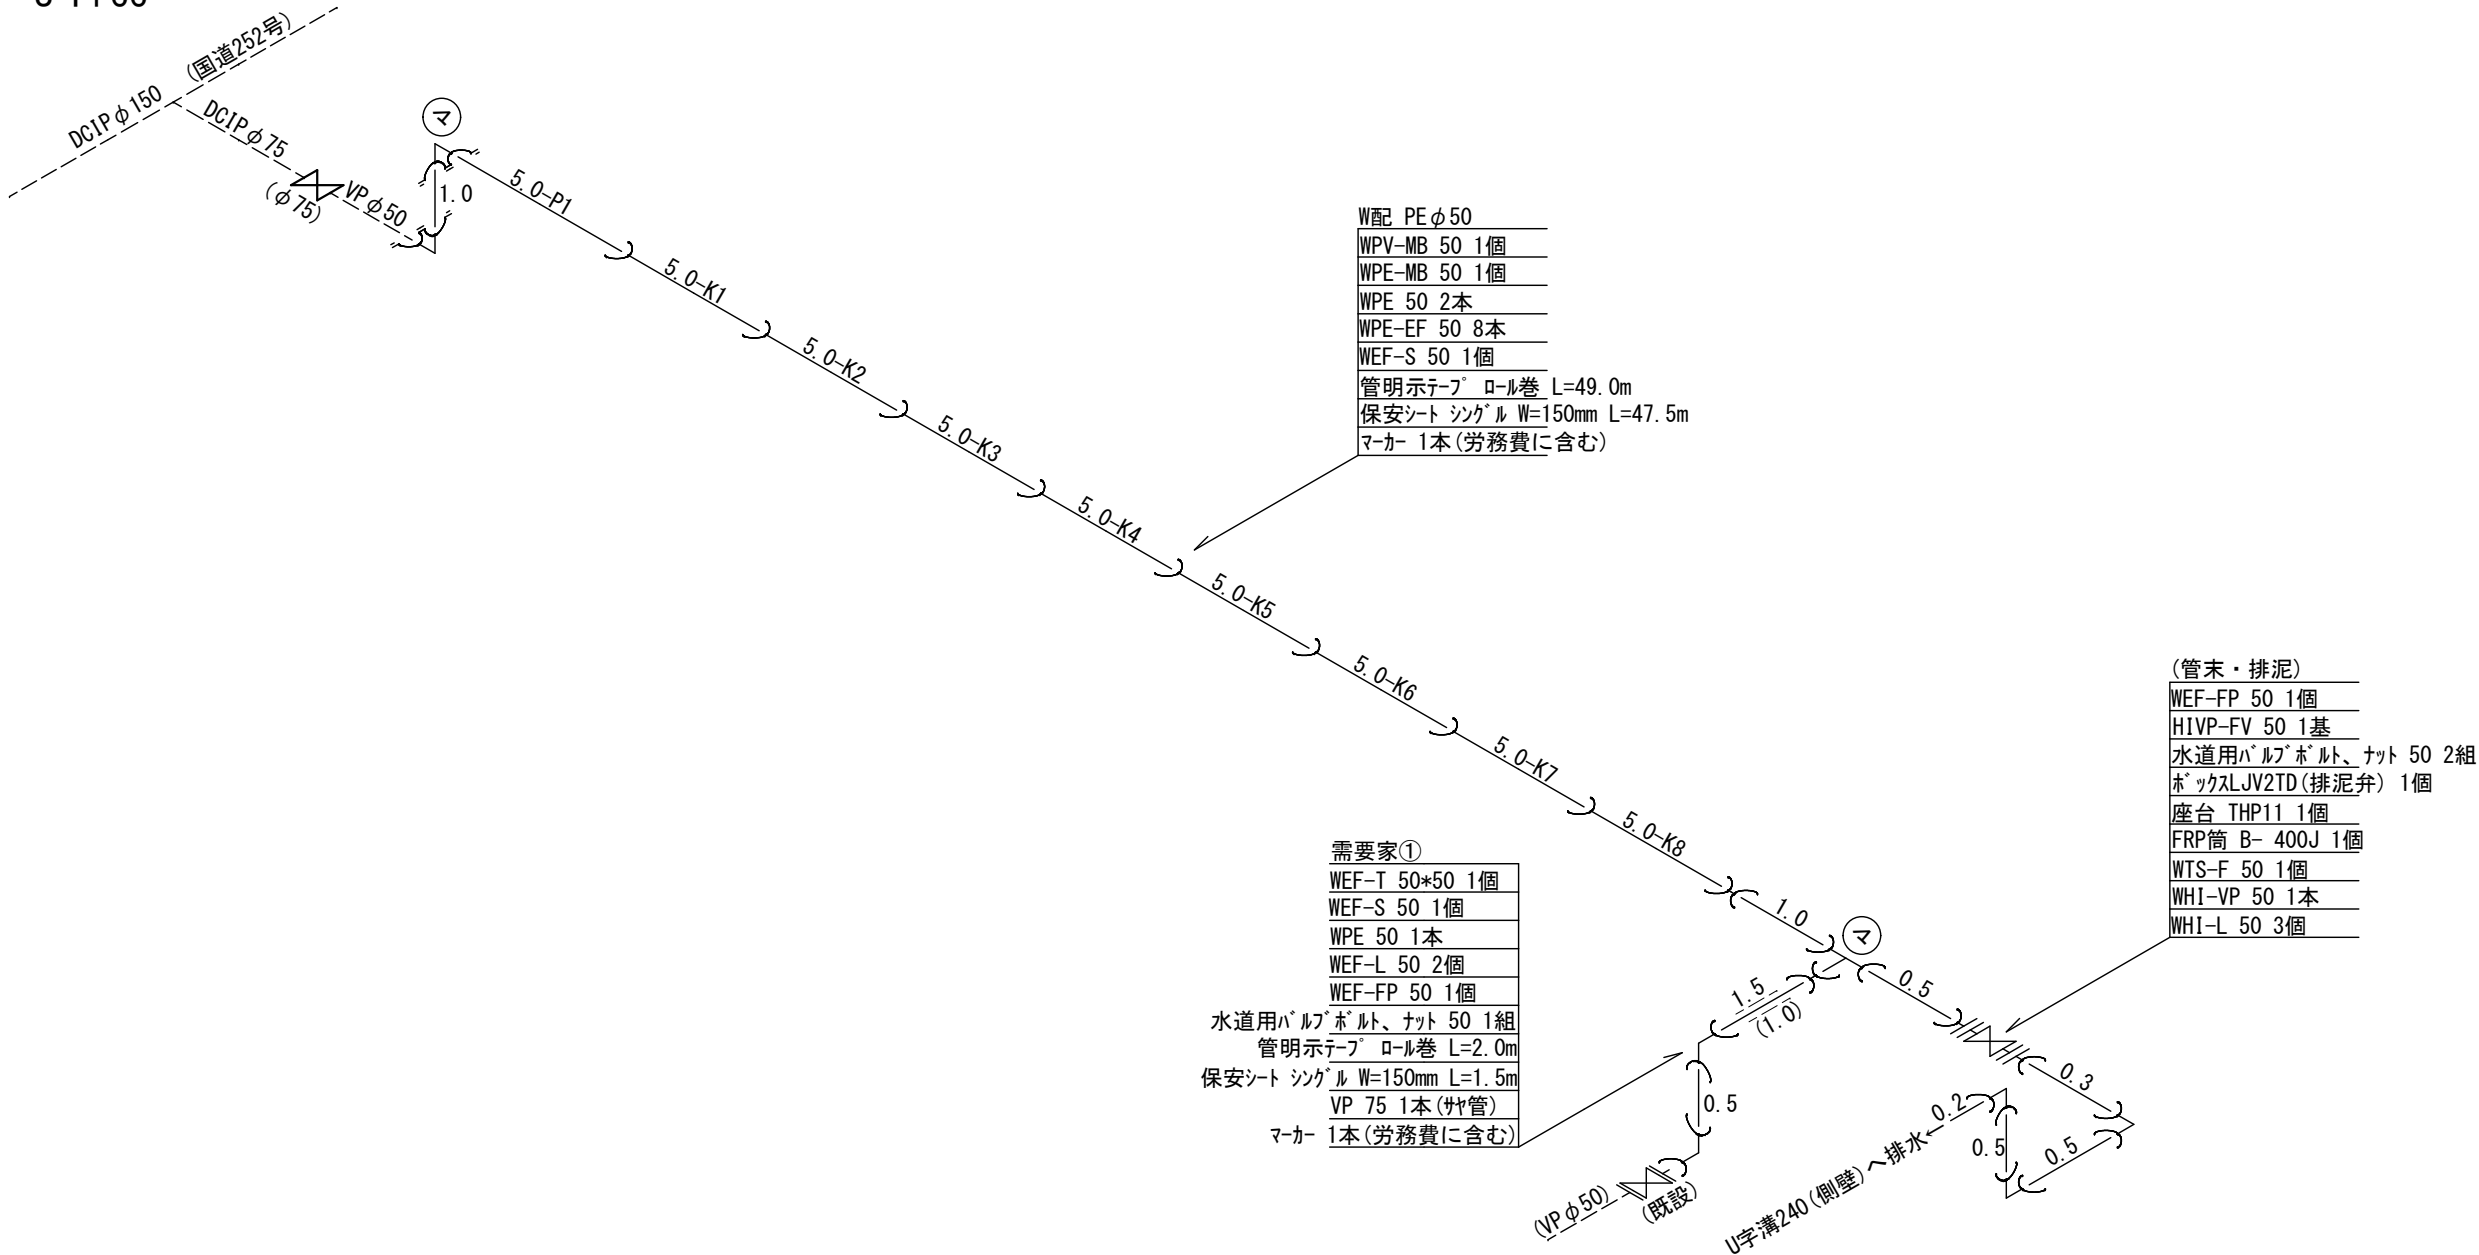 (国道252号)
DCIPφ150
DCIPφ75
(φ75)
VPφ50
1.0
マ
5.0-P1
5.0-K1
5.0-K2
5.0-K3
5.0-K4
5.0-K5
5.0-K6
5.0-K7
5.0-K8
1.0
マ
0.5
W配 PEφ50
WPV-MB 50 1個
WPE-MB 50 1個
WPE 50 2本
WPE-EF 50 8本
WEF-S 50 1個
管明示ﾃｰﾌﾟ ﾛｰﾙ巻 L=49.0m
保安ｼｰﾄ ｼﾝｸﾞﾙ W=150mm L=47.5m
ﾏｰｶｰ 1本(労務費に含む)
(管末・排泥)
WEF-FP 50 1個
HIVP-FV 50 1基
水道用ﾊﾞﾙﾌﾞﾎﾞﾙﾄ、ﾅｯﾄ 50 2組
ﾎﾞｯｸｽLJV2TD(排泥弁) 1個
座台 THP11 1個
FRP筒 B- 400J 1個
WTS-F 50 1個
WHI-VP 50 1本
WHI-L 50 3個
需要家①
WEF-T 50*50 1個
WEF-S 50 1個
WPE 50 1本
WEF-L 50 2個
WEF-FP 50 1個
水道用ﾊﾞﾙﾌﾞﾎﾞﾙﾄ、ﾅｯﾄ 50 1組
管明示ﾃｰﾌﾟ ﾛｰﾙ巻 L=2.0m
保安ｼｰﾄ ｼﾝｸﾞﾙ W=150mm L=1.5m
VP 75 1本(ｻﾔ管)
ﾏｰｶｰ 1本(労務費に含む)
1.5
(1.0)
0.5
(既設)
(VPφ50)
0.3
0.5
0.5
0.2
U字溝240(側壁)へ排水←